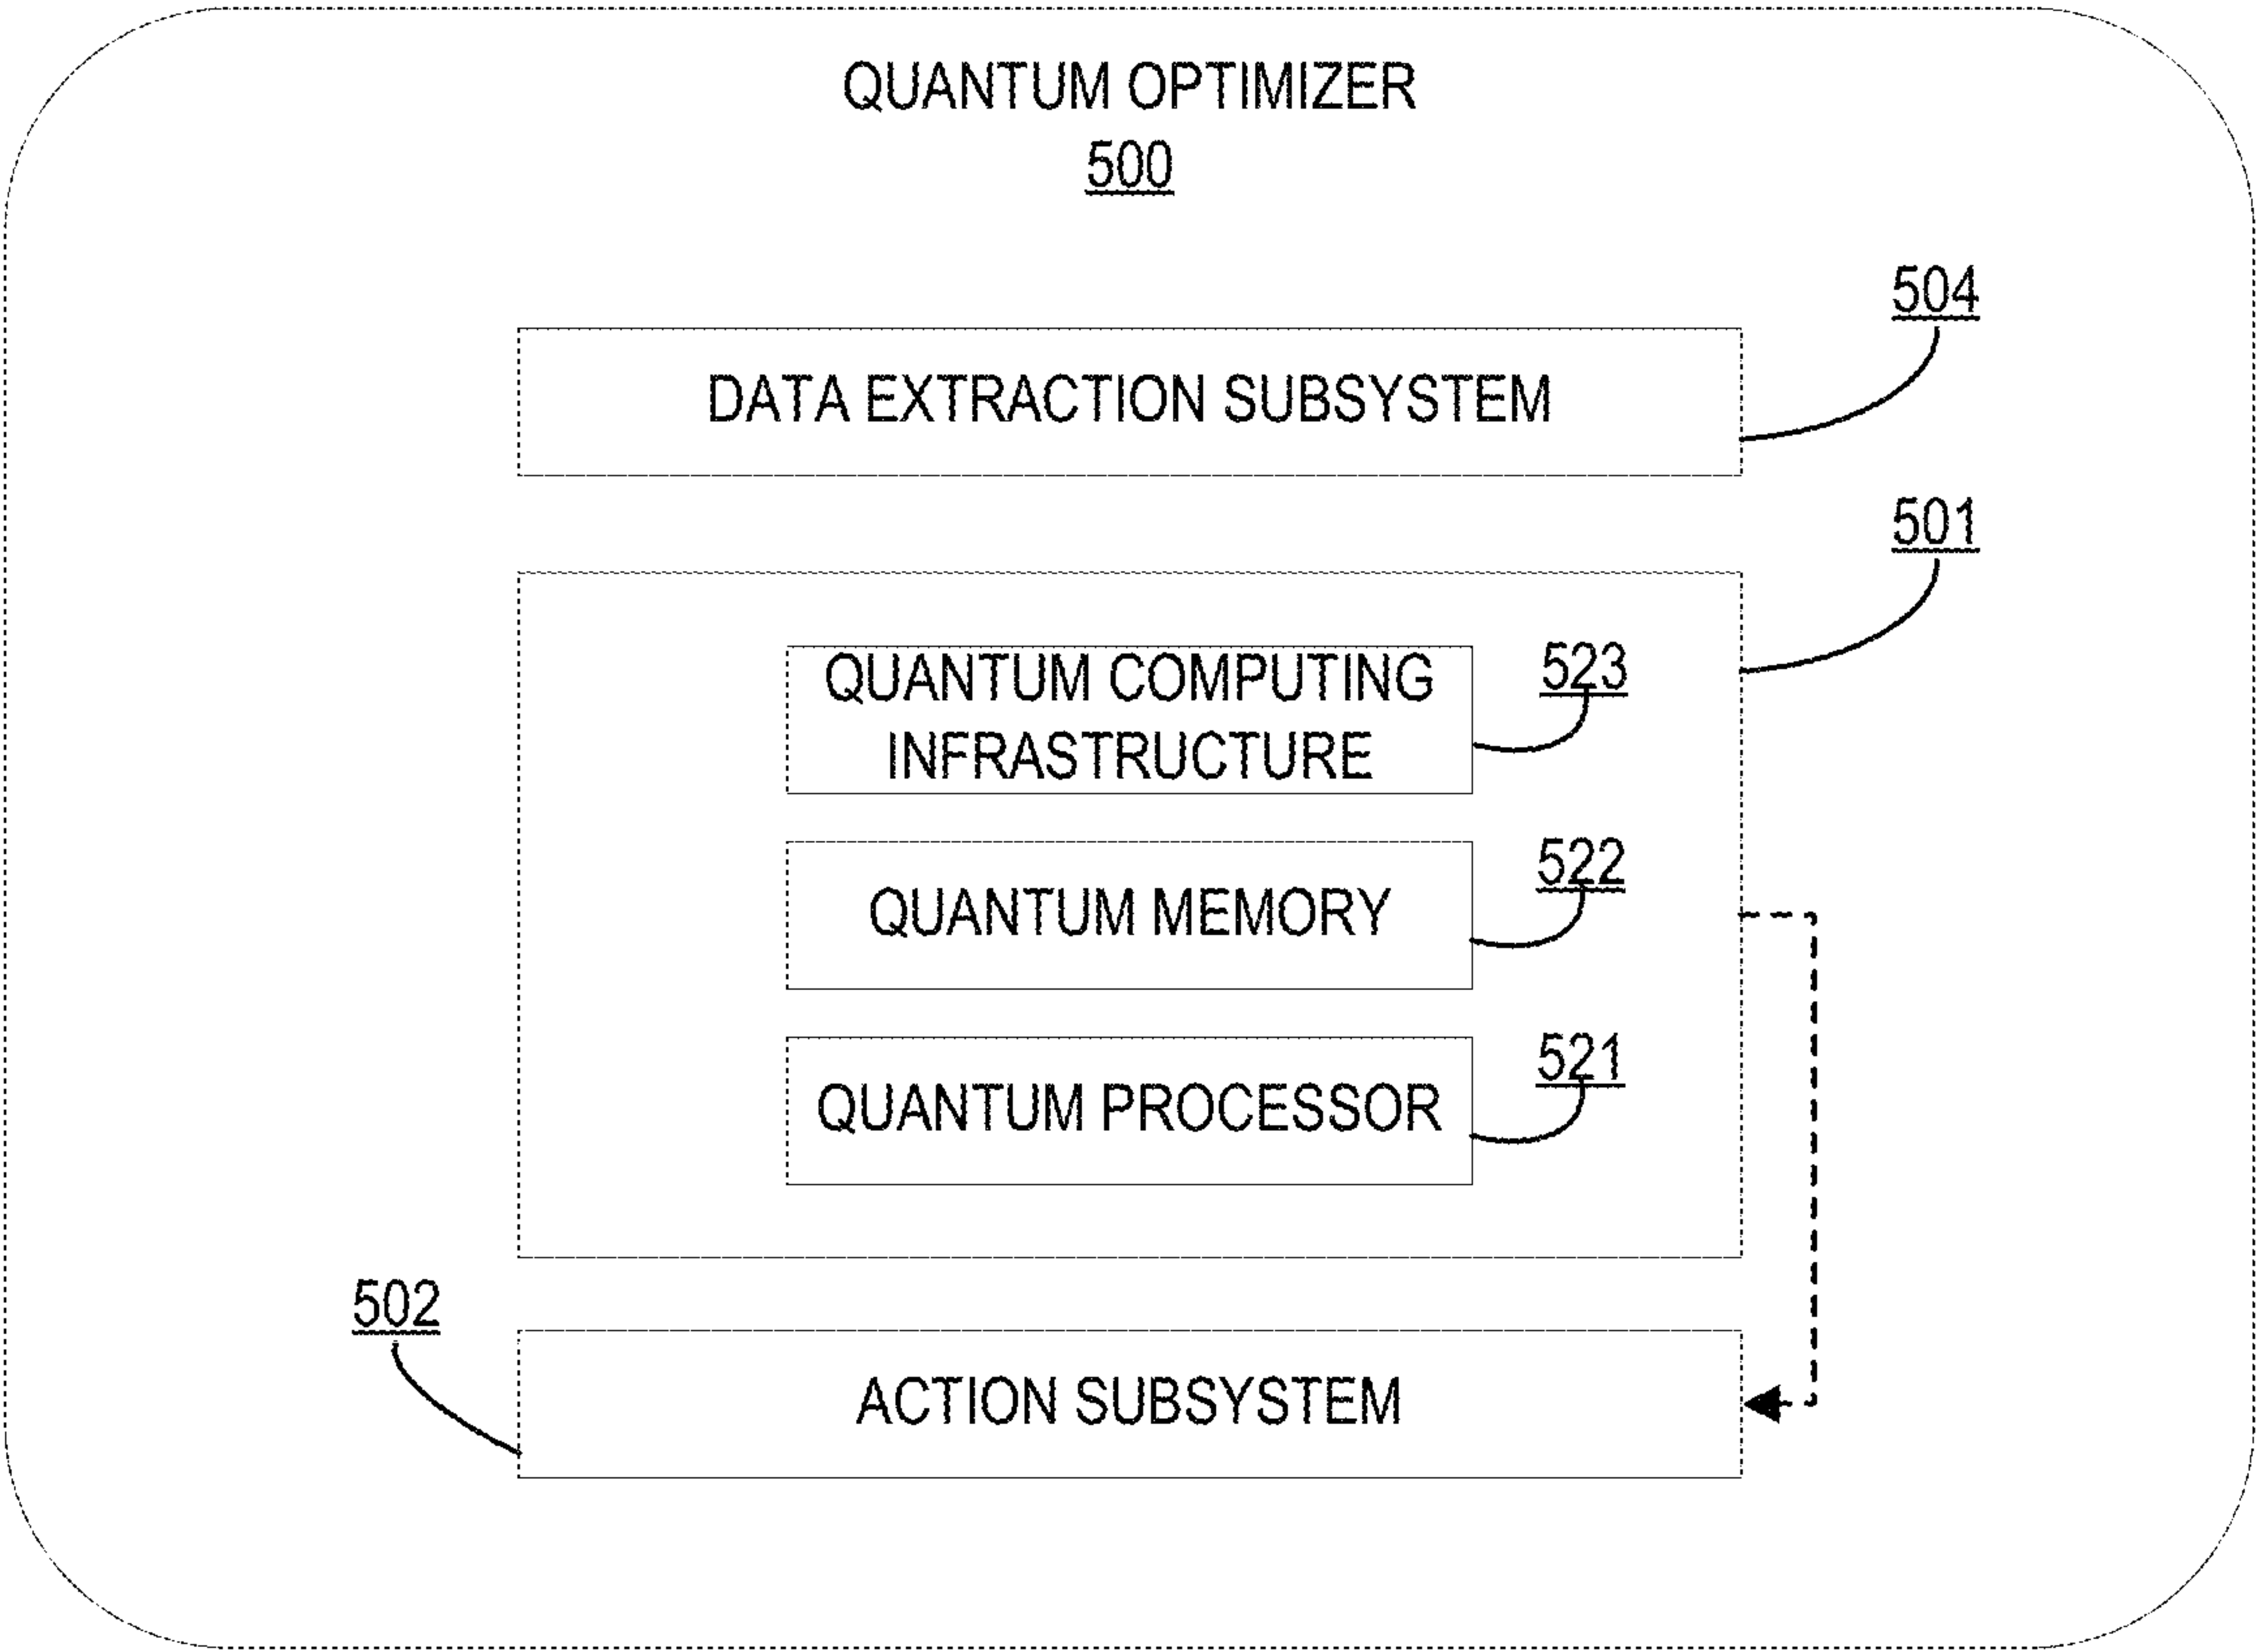 QUANTUM OPTIMIZER
500
504
DATA EXTRACTION SUBSYSTEM
501
QUANTUM COMPUTING
INFRASTRUCTURE
523
QUANTUM MEMORY
522
QUANTUM PROCESSOR
521
502
ACTION SUBSYSTEM